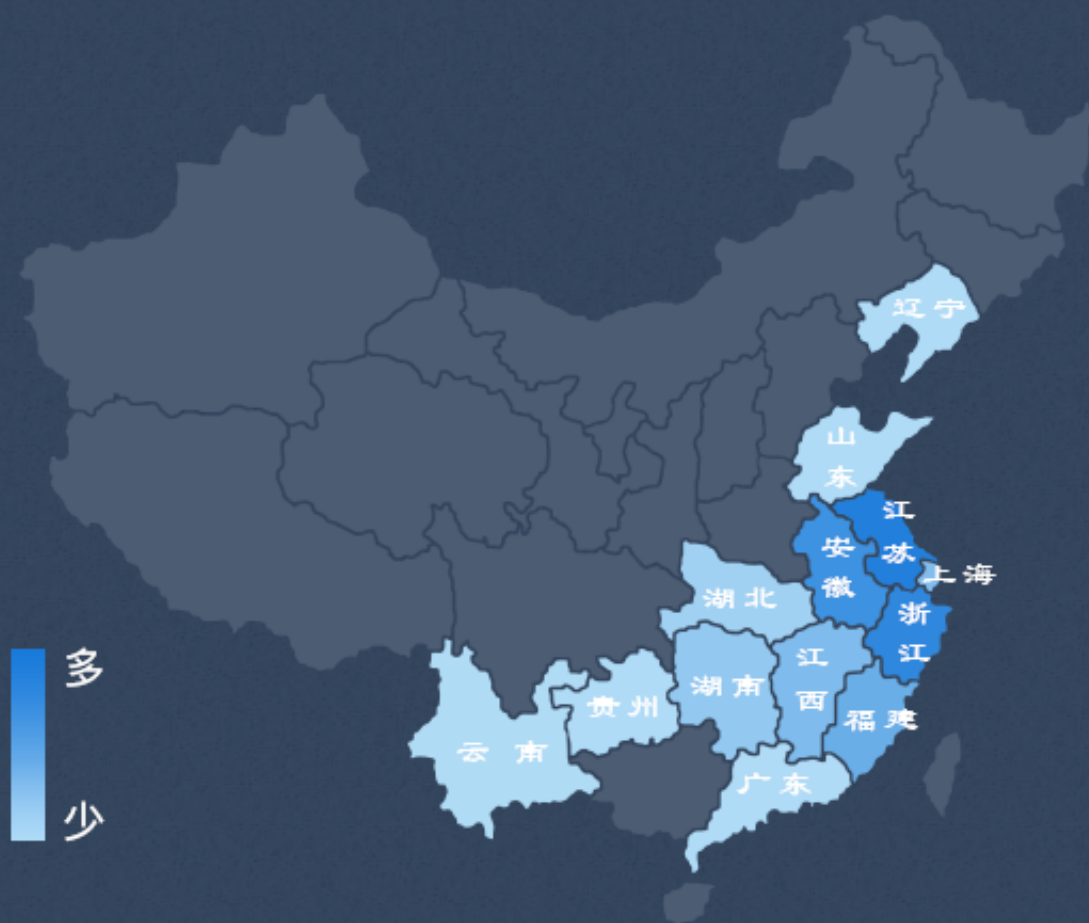 辽宁
山东
江苏
安徽
上海
湖北
浙江
江西
湖南
贵州
福建
云南
广东
多
少